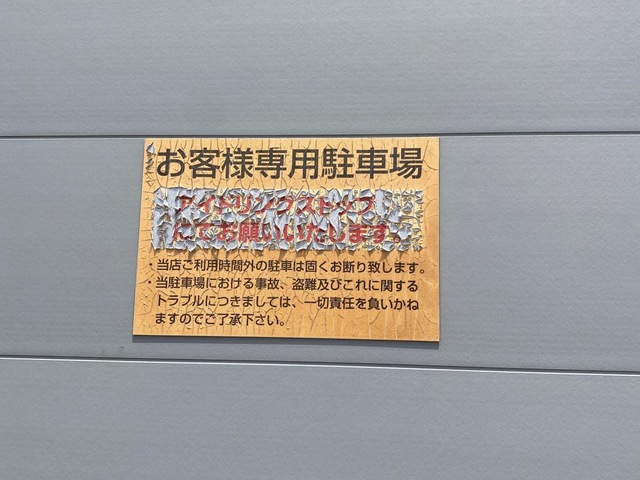 お客様専用駐車場
アイドリングストップ
にてお願いいたします。
・当店ご利用時間外の駐車は固くお断り致します。
・当駐車場における事故、盗難及びこれに関する
トラブルにつきましては、一切責任を負いかね
ますのでご了承下さい。